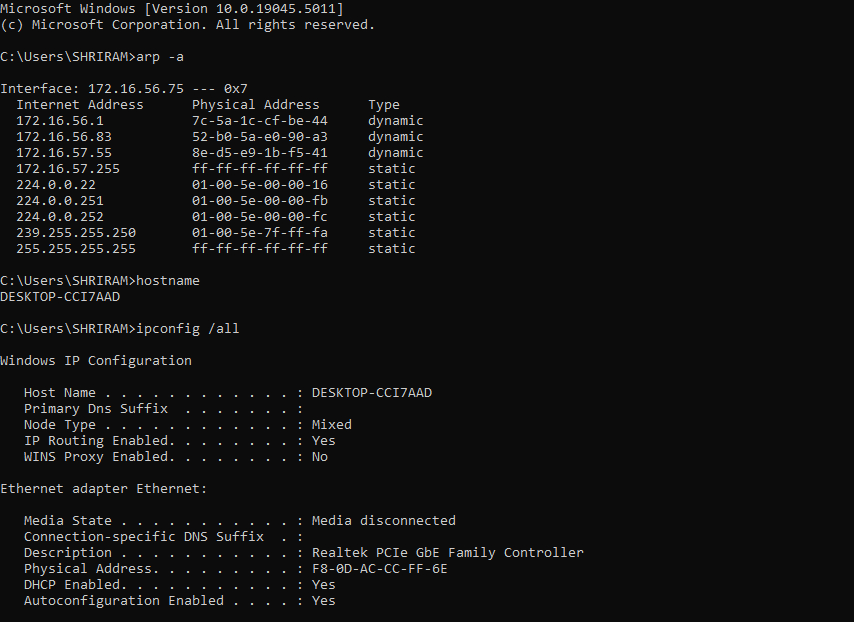 Microsoft Windows [Version 10.0.19045.5011]
(c) Microsoft Corporation. All rights reserved.
C:\Users\SHRIRAM>arp -a
Interface: 172.16.56.75 --- 0x7
  Internet Address      Physical Address      Type
  172.16.56.1           7c-5a-1c-cf-be-44     dynamic
  172.16.56.83          52-b0-5a-e0-90-a3     dynamic
  172.16.57.55          8e-d5-e9-1b-f5-41     dynamic
  172.16.57.255         ff-ff-ff-ff-ff-ff     static
  224.0.0.22            01-00-5e-00-00-16     static
  224.0.0.251           01-00-5e-00-00-fb     static
  224.0.0.252           01-00-5e-00-00-fc     static
  239.255.255.250       01-00-5e-7f-ff-fa     static
  255.255.255.255       ff-ff-ff-ff-ff-ff     static
C:\Users\SHRIRAM>hostname
DESKTOP-CCI7AAD
C:\Users\SHRIRAM>ipconfig /all
Windows IP Configuration
   Host Name . . . . . . . . . . . . : DESKTOP-CCI7AAD
   Primary Dns Suffix  . . . . . . . :
   Node Type . . . . . . . . . . . . : Mixed
   IP Routing Enabled. . . . . . . . : Yes
   WINS Proxy Enabled. . . . . . . . : No
Ethernet adapter Ethernet:
   Media State . . . . . . . . . . . : Media disconnected
   Connection-specific DNS Suffix  . :
   Description . . . . . . . . . . . : Realtek PCIe GbE Family Controller
   Physical Address. . . . . . . . . : F8-0D-AC-CC-FF-6E
   DHCP Enabled. . . . . . . . . . . : Yes
   Autoconfiguration Enabled . . . . : Yes